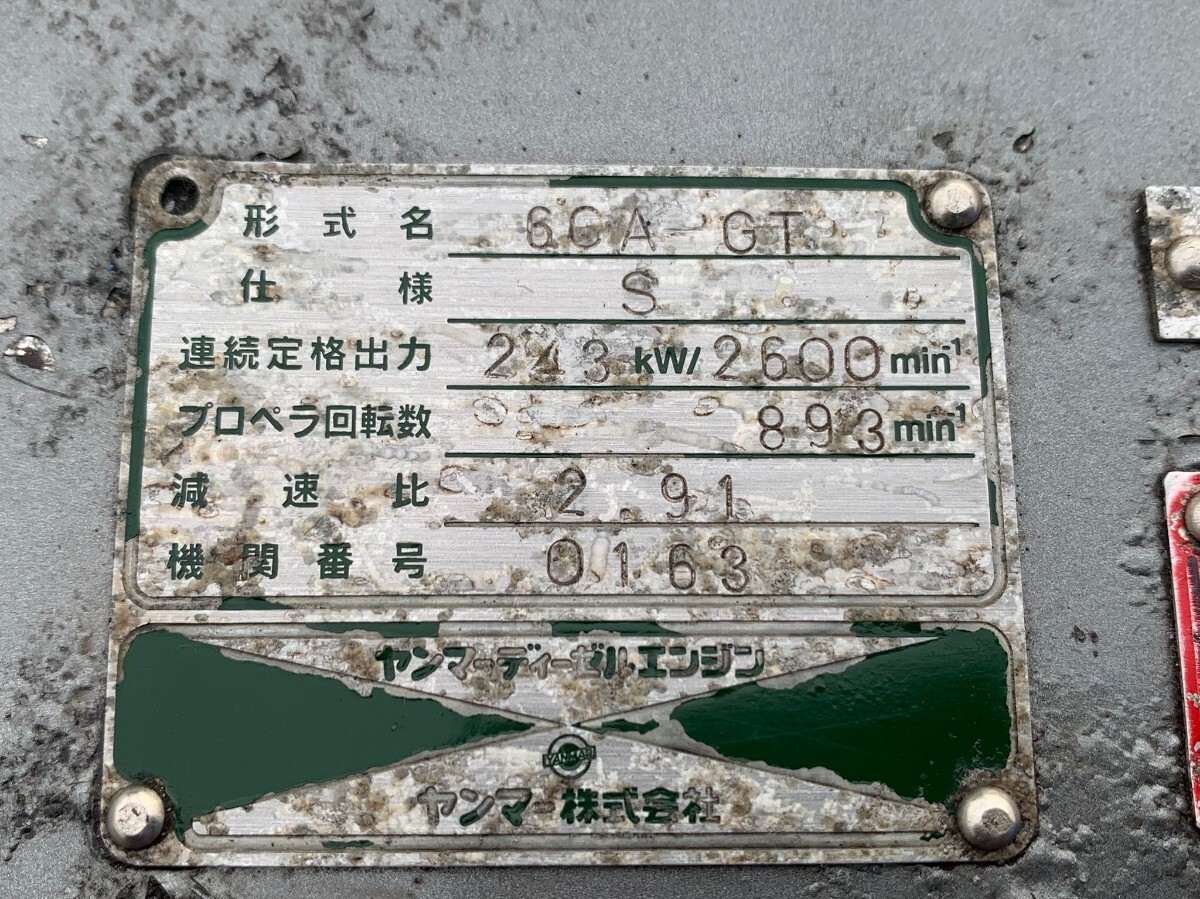 形式名 6CA-GT
仕様 S
連続定格出力 243 kW/ 2600 min-1
プロペラ回転数 893 min-1
減速比 2.91
機関番号 0163
ヤンマーディーゼルエンジン
YANMAR
ヤンマー株式会社